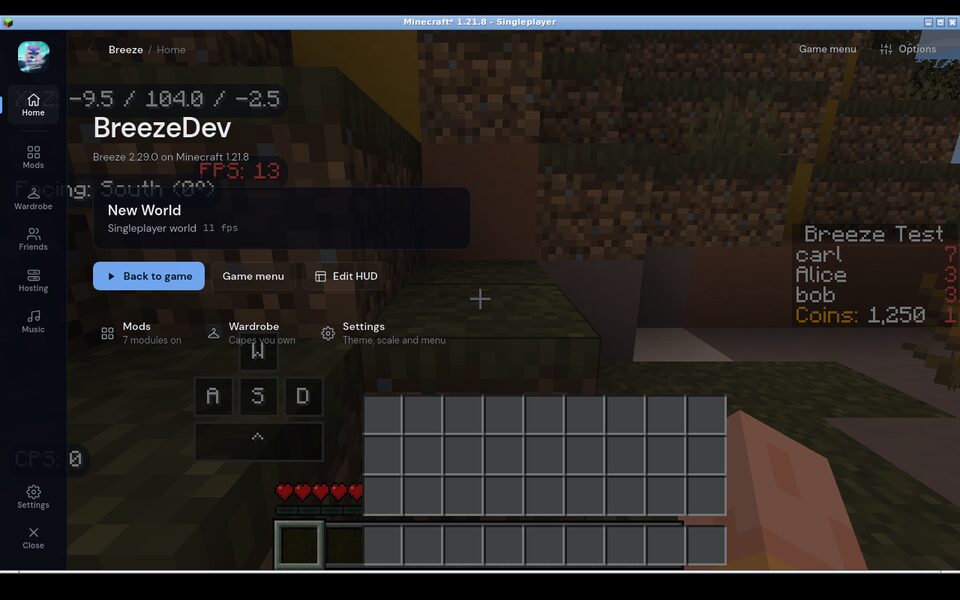 Minecraft* 1.21.8 - Singleplayer
Breeze / Home
Game menu
Options
-9.5 / 104.0 / -2.5
Home
BreezeDev
Breeze 2.29.0 on Minecraft 1.21.8
FPS: 13
Mods
Facing: South (0°)
Wardrobe
New World
Singleplayer world 11 fps
Friends
Breeze Test
carl 7
Alice 3
bob 3
Coins: 1,250 1
Back to game
Game menu
Edit HUD
Hosting
Music
Mods
7 modules on
Wardrobe
Capes you own
Settings
Theme, scale and menu
W
A
S
D
^
CPS: 0
Settings
Close